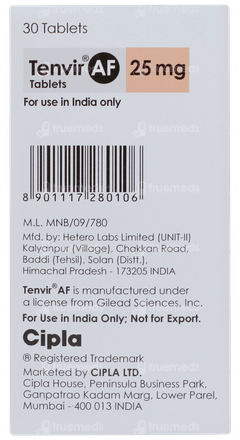 30 Tablets
truemeds
Tenvir® AF 25 mg
Tablets
For use in India only
8 901117 280106
M.L. MNB/09/780
Mfd. by: Hetero Labs Limited (UNIT-II)
Kalyanpur (Village), Chakkan Road,
Baddi (Tehsil), Solan (Distt.),
Himachal Pradesh - 173205 INDIA
Tenvir® AF is manufactured under
a license from Gilead Sciences, Inc.
For Use in India Only; Not for Export.
Cipla
® Registered Trademark
Marketed by CIPLA LTD.
Cipla House, Peninsula Business Park,
Ganpatrao Kadam Marg, Lower Parel,
Mumbai - 400 013 INDIA